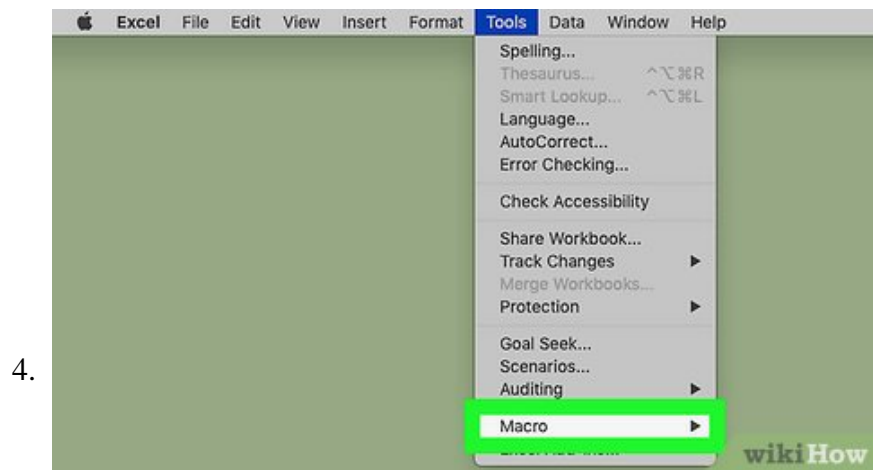 Excel File Edit View Insert Format Tools Data Window Help
Spelling...
Thesaurus... ^⌥⌘R
Smart Lookup... ^⌥⌘L
Language...
AutoCorrect...
Error Checking...
Check Accessibility
Share Workbook...
Track Changes ▶
Merge Workbooks...
Protection ▶
Goal Seek...
Scenarios...
Auditing ▶
4.
Macro ▶
wikiHow